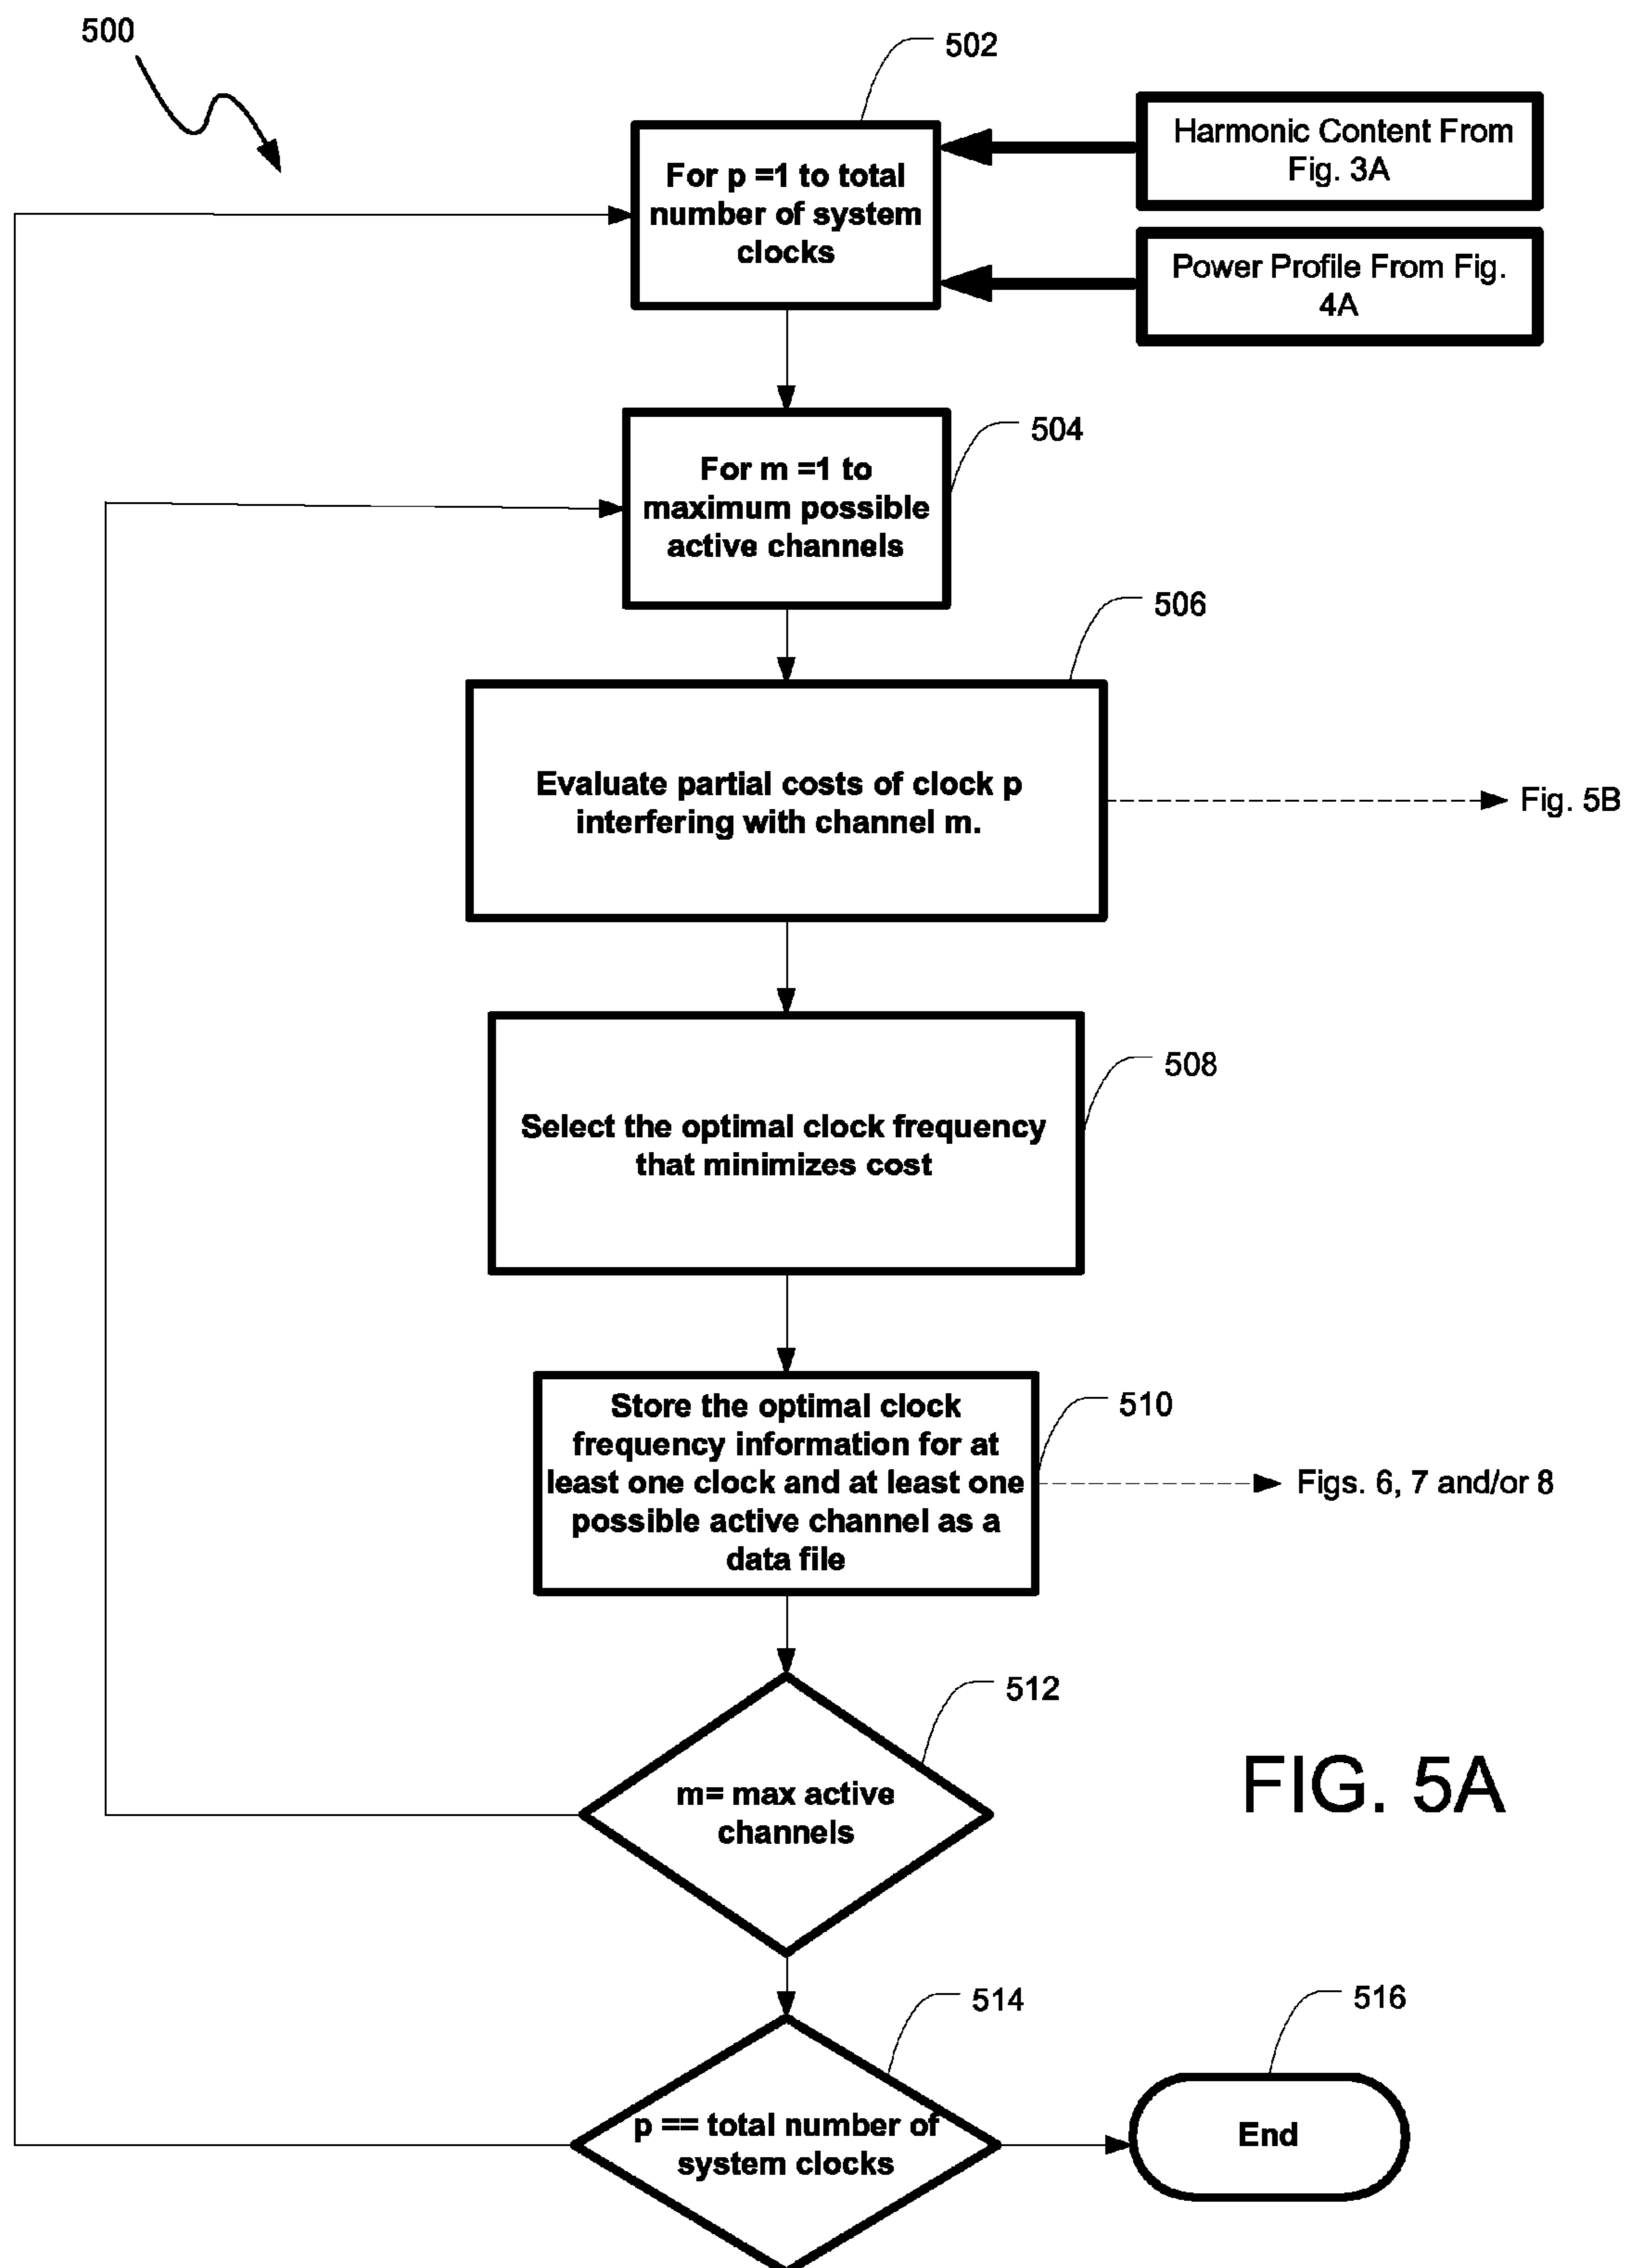 500
502
Harmonic Content From
Fig. 3A
For p =1 to total
number of system
clocks
Power Profile From Fig.
4A
504
For m =1 to
maximum possible
active channels
506
Evaluate partial costs of clock p
interfering with channel m.
Fig. 5B
508
Select the optimal clock frequency
that minimizes cost
510
Store the optimal clock
frequency information for at
least one clock and at least one
possible active channel as a
data file
Figs. 6, 7 and/or 8
512
m= max active
channels
FIG. 5A
514
516
p == total number of
system clocks
End